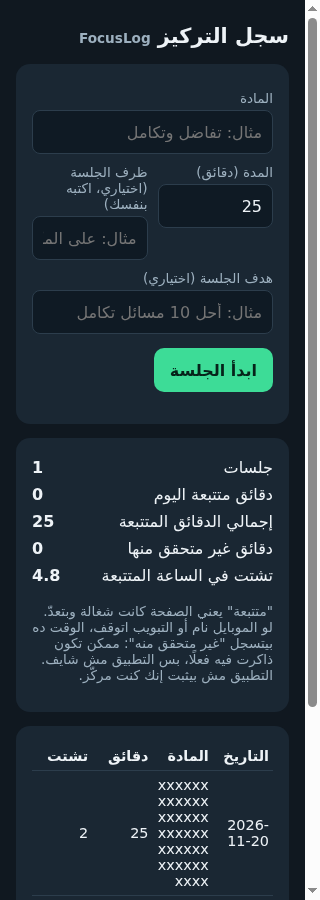 سجل التركيز FocusLog
المادة
مثال: تفاضل وتكامل
المدة (دقائق)
25
ظرف الجلسة
(اختياري، اكتبه
بنفسك)
مثال: على الم
هدف الجلسة (اختياري)
مثال: أحل 10 مسائل تكامل
ابدأ الجلسة
جلسات 1
دقائق متتبعة اليوم 0
إجمالي الدقائق المتتبعة 25
دقائق غير متحقق منها 0
تشتت في الساعة المتتبعة 4.8
"متتبعة" يعني الصفحة كانت شغالة وبتعدّ.
لو الموبايل نام أو التبويب اتوقف، الوقت ده
بيتسجل "غير متحقق منه": ممكن تكون
ذاكرت فيه فعلًا، بس التطبيق مش شايف.
التطبيق مش بيثبت إنك كنت مركّز.
التاريخ المادة دقائق تشتت
2026-
11-20
xxxxxx
xxxxxx
xxxxxx
xxxxxx
xxxxxx
xxxxxx
xxxx
25
2